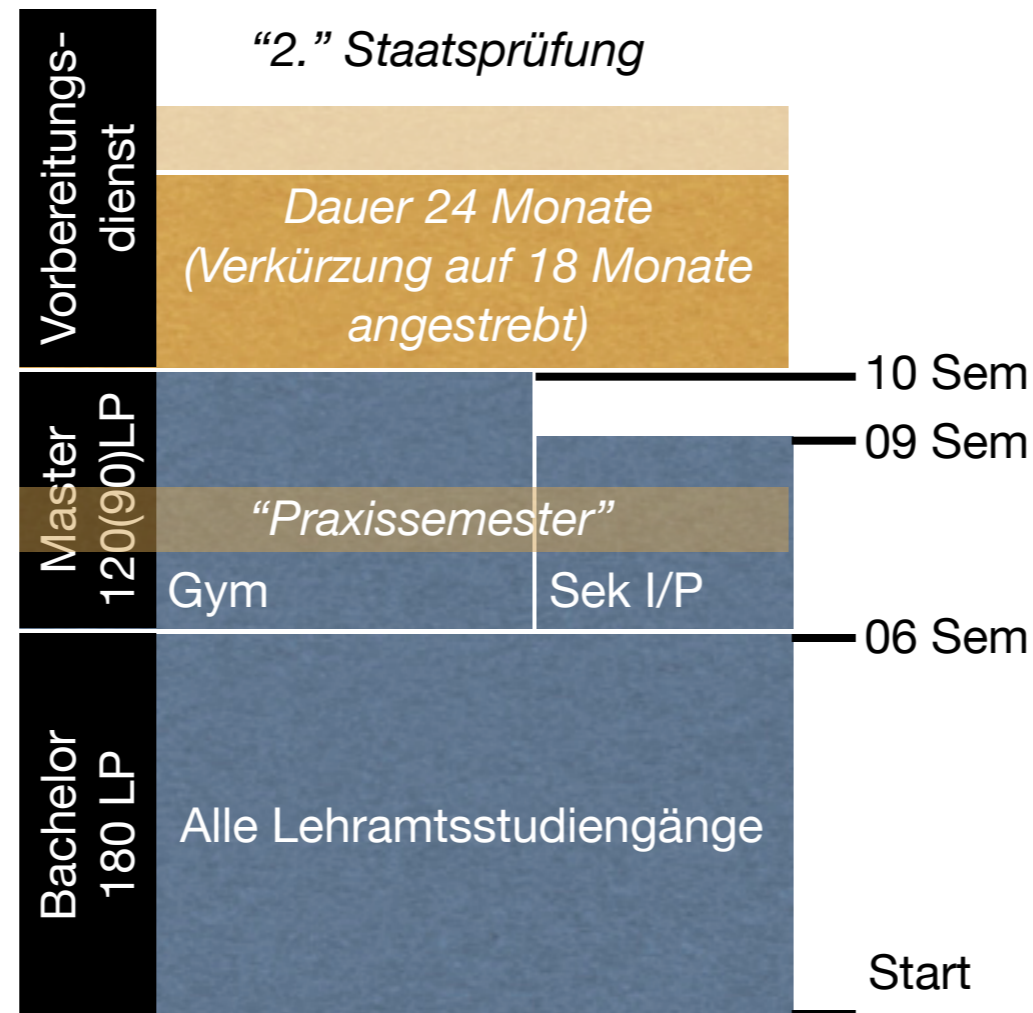 “2.” Staatsprüfung
Vorbereitungs-
dienst
Dauer 24 Monate
(Verkürzung auf 18 Monate
angestrebt)
10 Sem
09 Sem
Master
120(90)LP
“Praxissemester”
Gym
Sek I/P
06 Sem
Bachelor
180 LP
Alle Lehramtsstudiengänge
Start